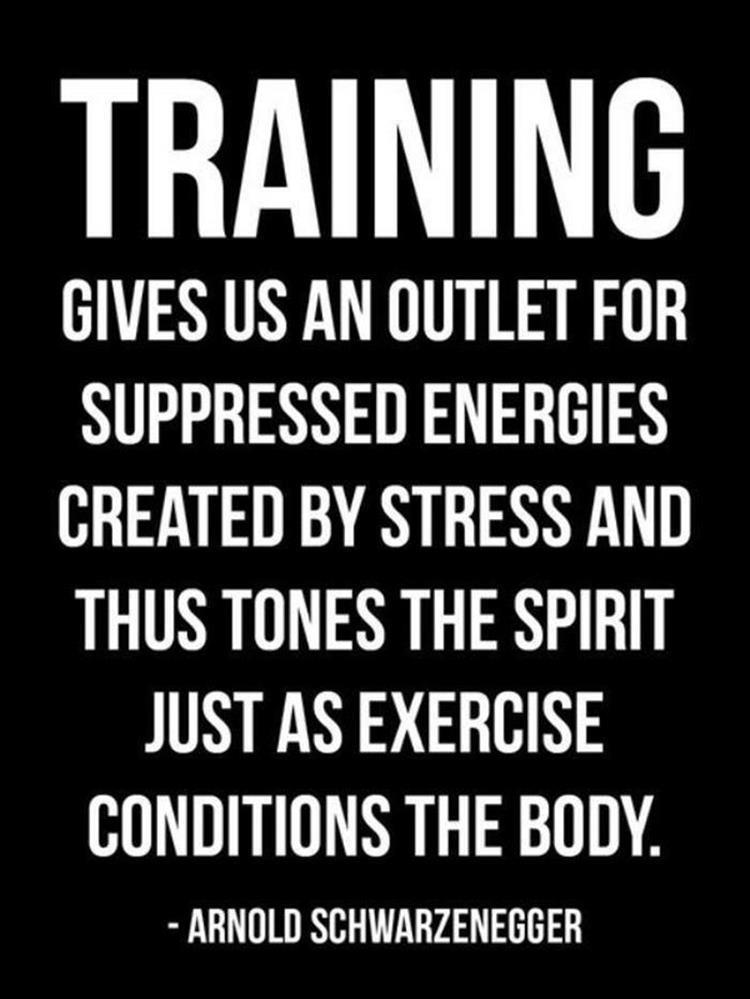 TRAINING
GIVES US AN OUTLET FOR
SUPPRESSED ENERGIES
CREATED BY STRESS AND
THUS TONES THE SPIRIT
JUST AS EXERCISE
CONDITIONS THE BODY.
- ARNOLD SCHWARZENEGGER